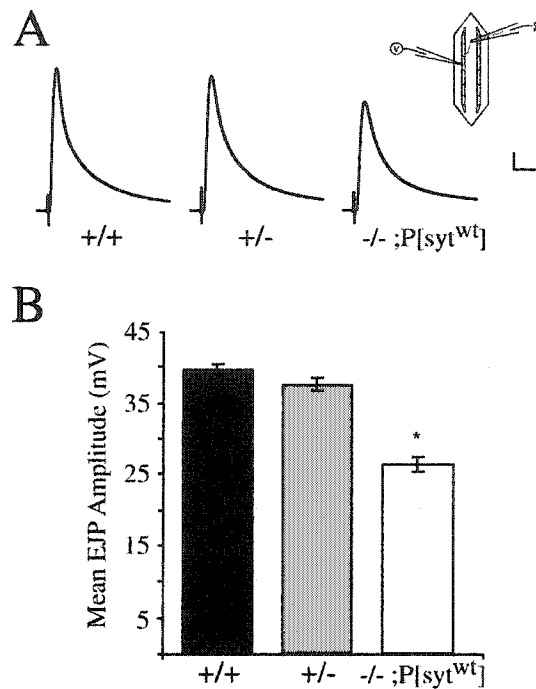 A
V
+/+ +/- -/- ;P[syt^wt]
B
Mean EJP Amplitude (mV)
45
35
25
15
5
*
+/+ +/- -/- ;P[syt^wt]